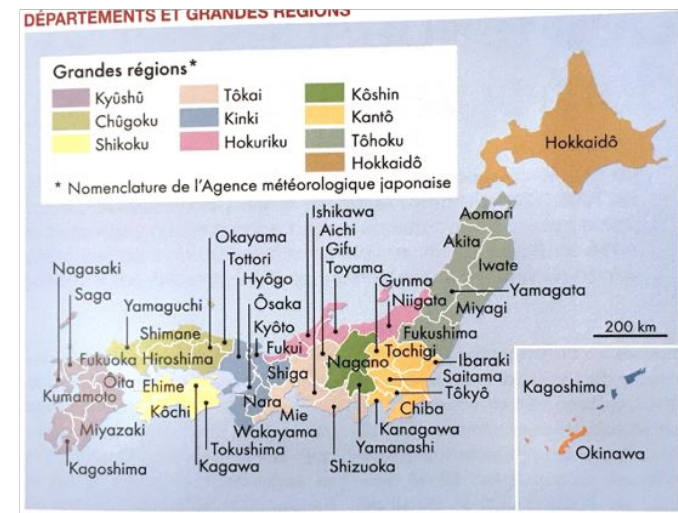 DÉPARTEMENTS ET GRANDES RÉGIONS
Grandes régions*
Kyûshû
Chûgoku
Shikoku
Tôkai
Kinki
Hokuriku
Kôshin
Kantô
Tôhoku
Hokkaidô
* Nomenclature de l'Agence météorologique japonaise
Hokkaidô
Aomori
Akita
Iwate
Yamagata
Miyagi
Fukushima
200 km
Ishikawa
Aichi
Gifu
Toyama
Gunma
Niigata
Okayama
Tottori
Hyôgo
Ôsaka
Kyôto
Fukui
Shiga
Nagasaki
Saga
Yamaguchi
Shimane
Fukuoka
Hiroshima
Oita
Ehime
Kumamoto
Kôchi
Miyazaki
Kagoshima
Nagano
Tochigi
Ibaraki
Saitama
Tôkyô
Chiba
Kanagawa
Yamanashi
Shizuoka
Nara
Mie
Wakayama
Tokushima
Kagawa
Kagoshima
Okinawa